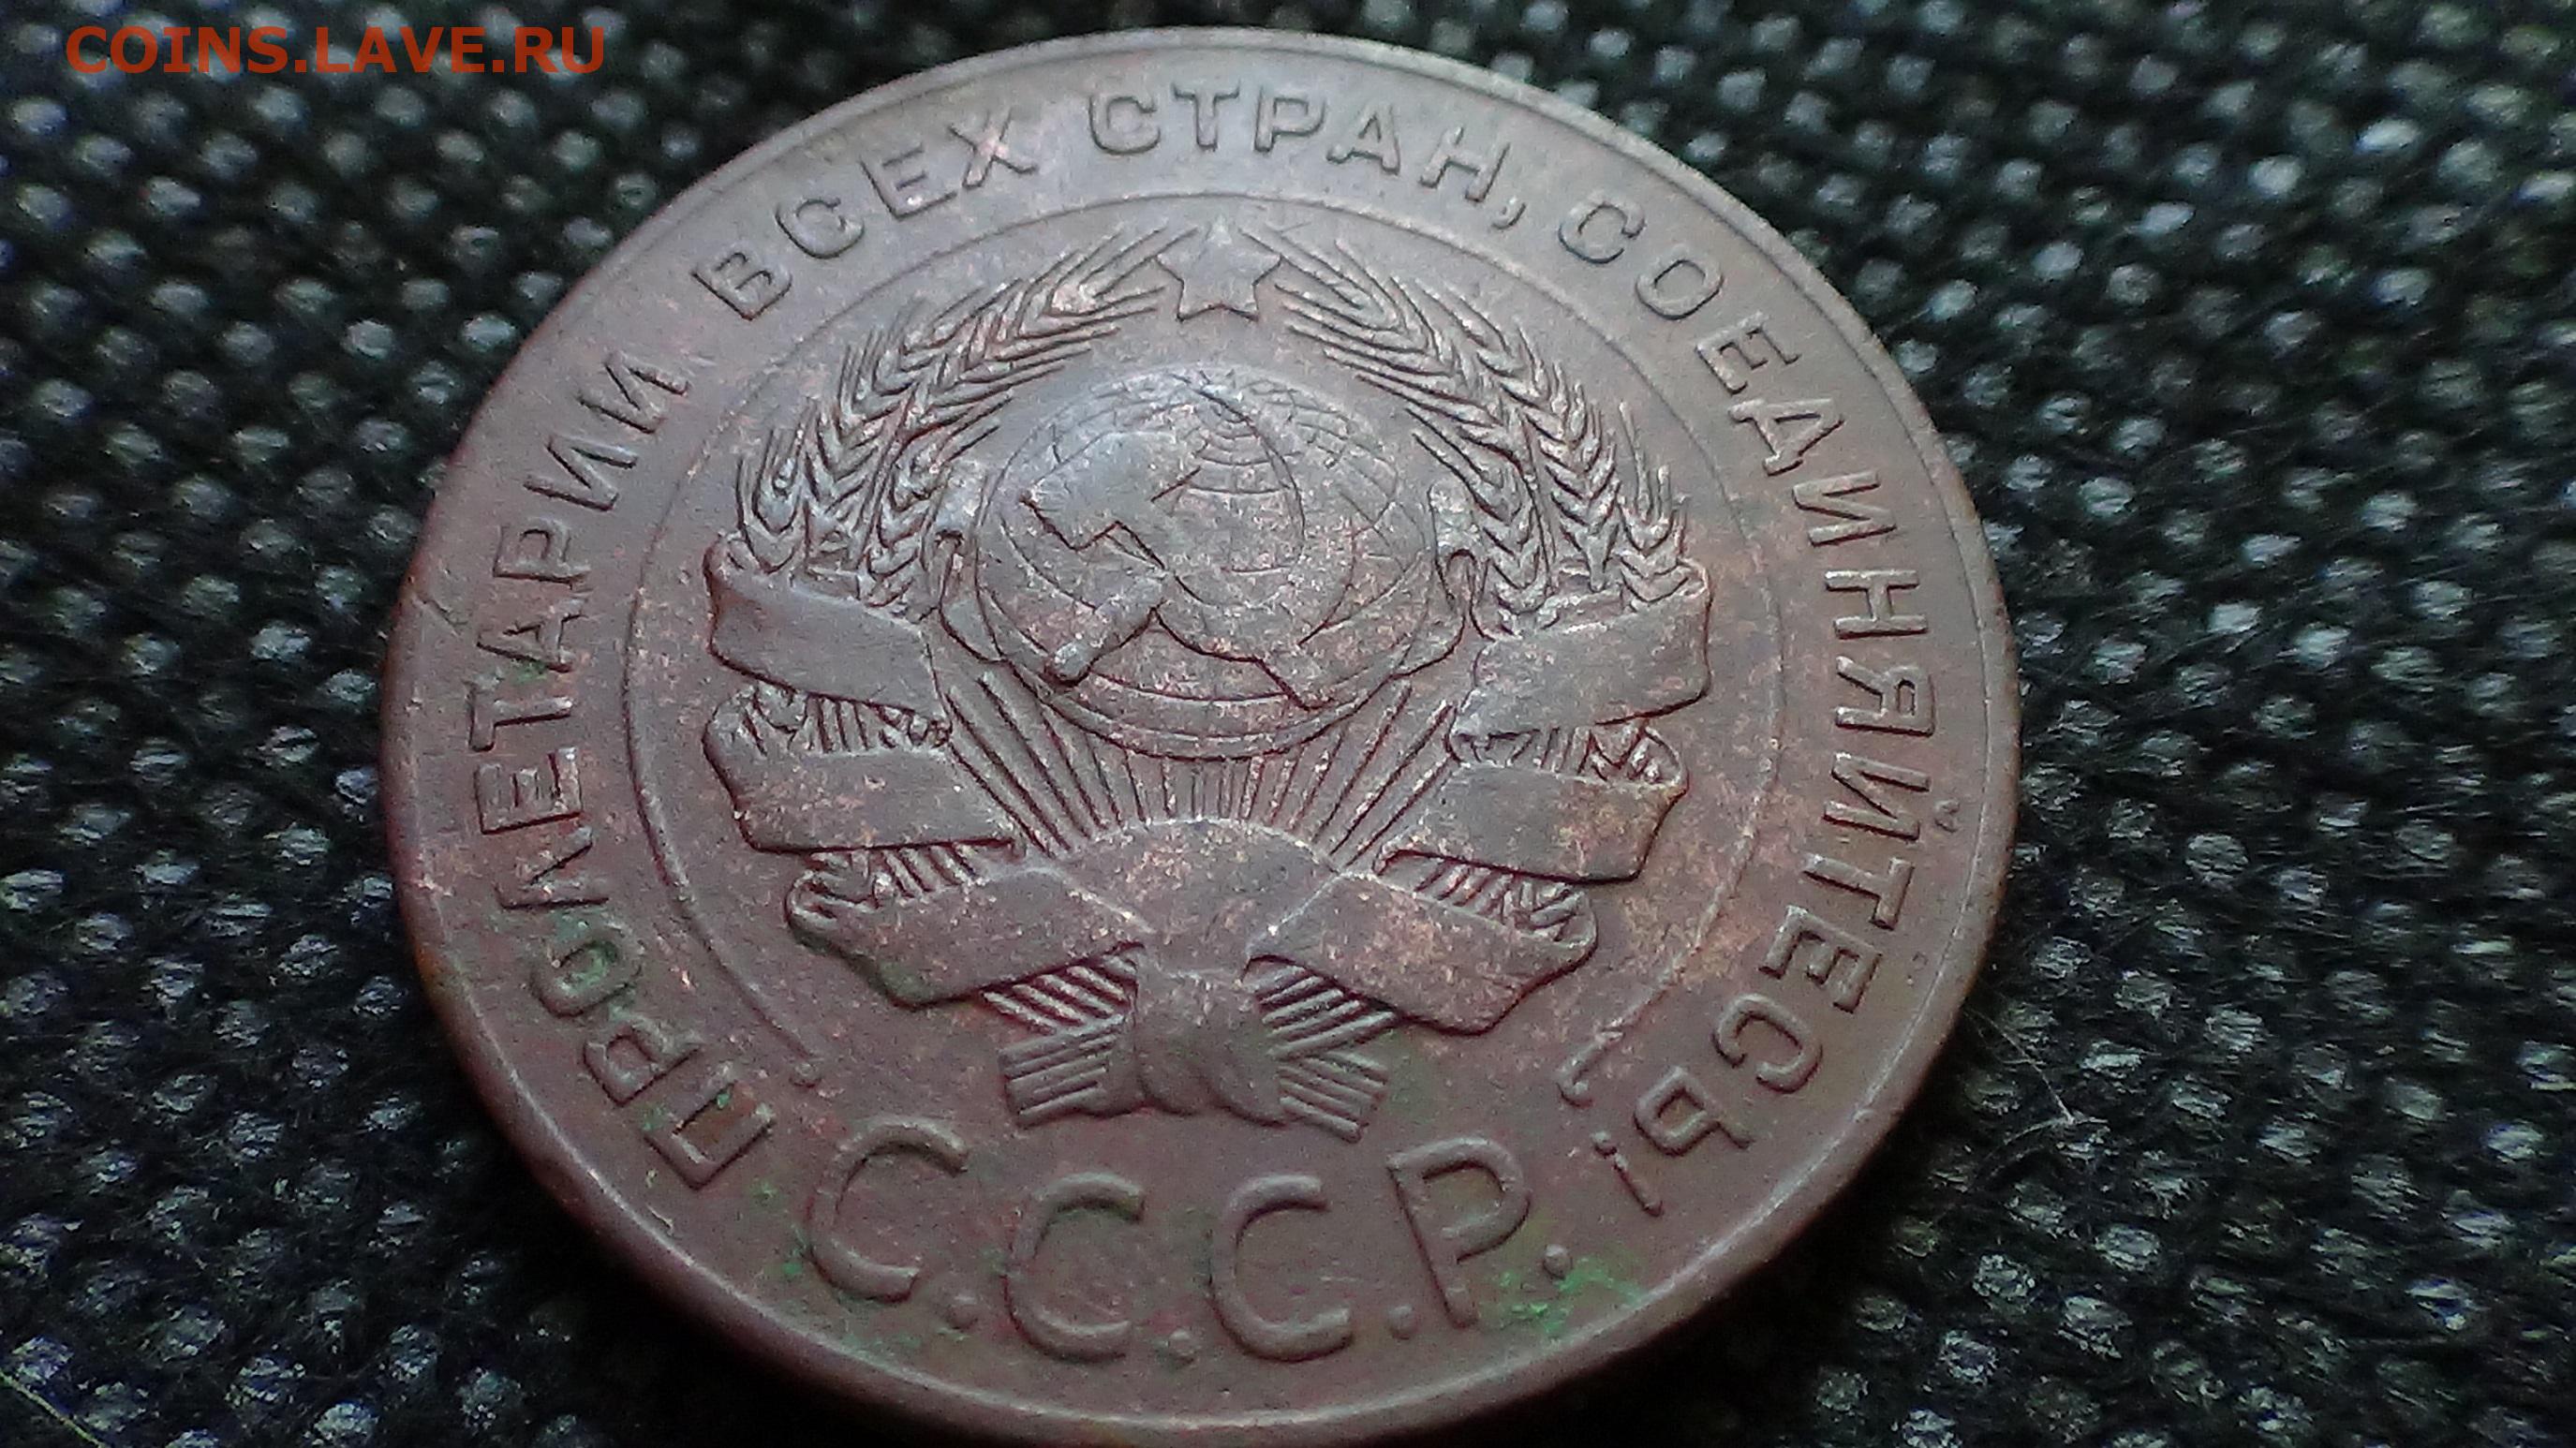 COINS.LAVE.RU
ПРОЛЕТАРИИ ВСЕХ СТРАН, СОЕДИНЯЙТЕСЬ!
С.С.С.Р.